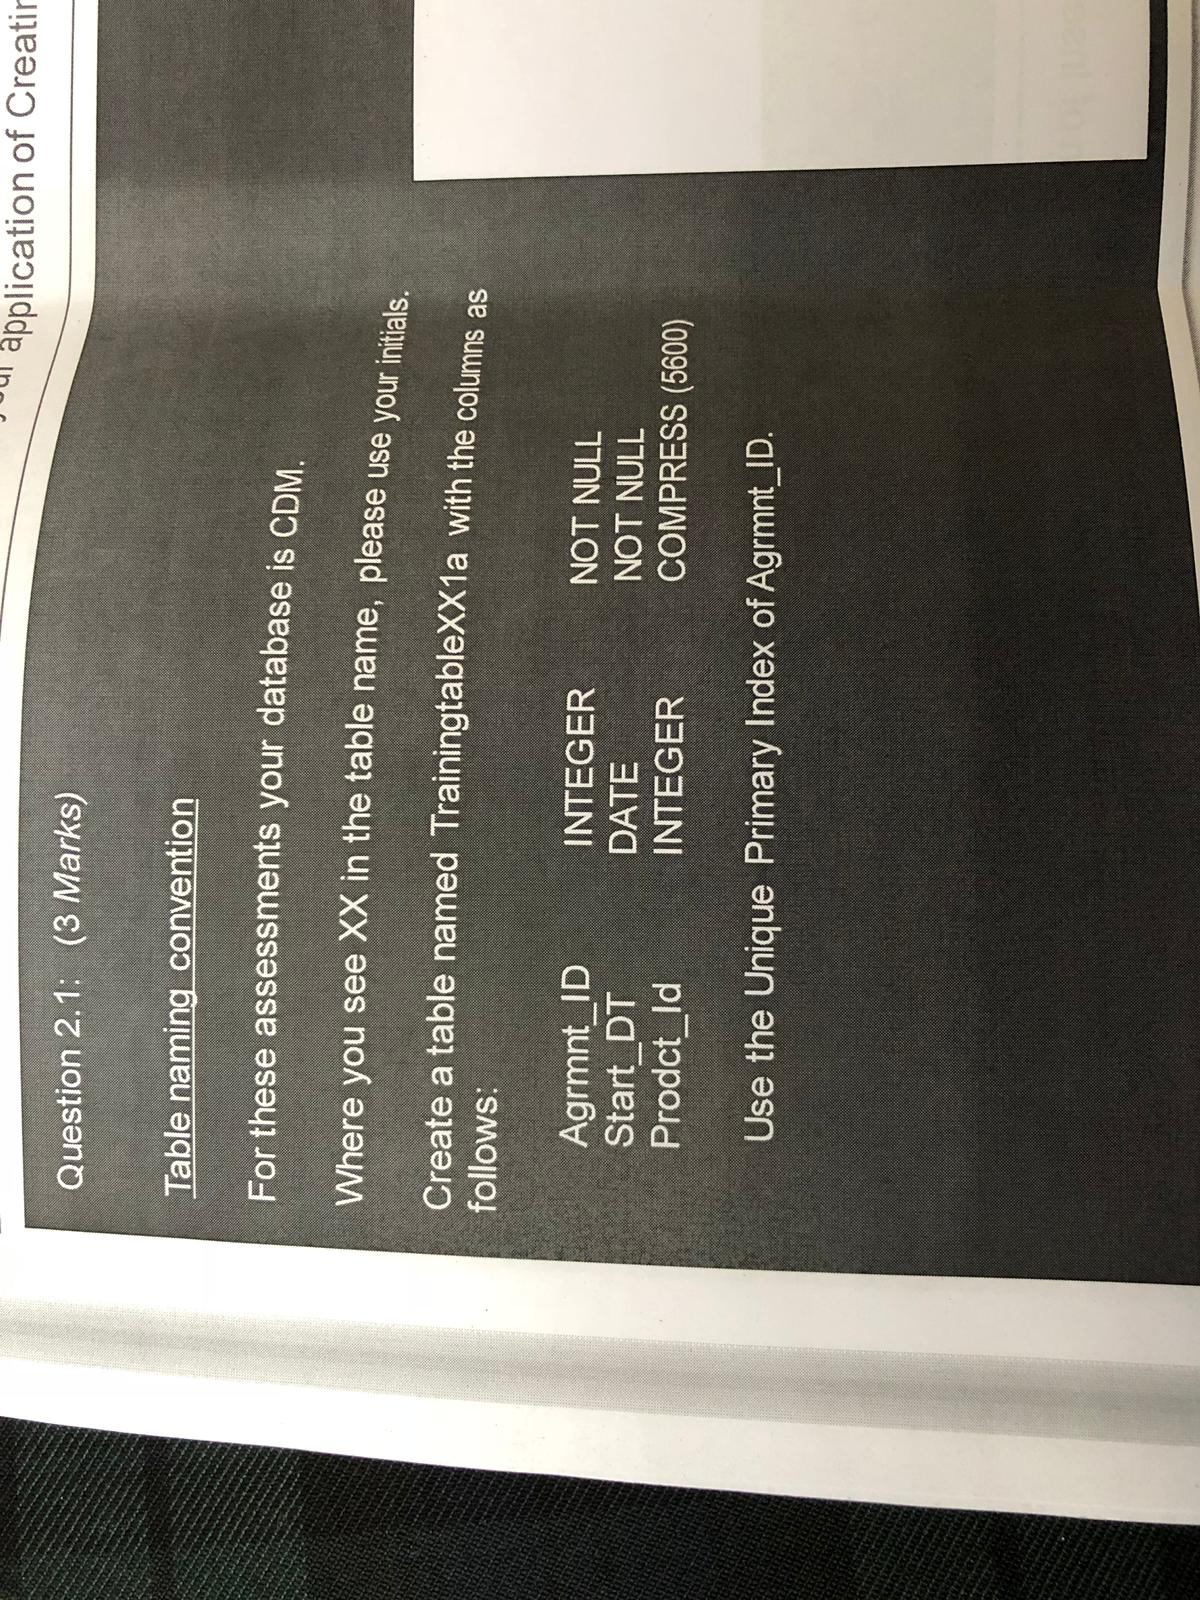 your application of Creatin
Question 2.1: (3 Marks)
Table naming convention
For these assessments your database is CDM.
Where you see XX in the table name, please use your initials.
Create a table named TrainingtableXX1a with the columns as
follows:
Agrmnt_ID INTEGER NOT NULL
Start_DT DATE NOT NULL
Prodct_Id INTEGER COMPRESS (5600)
Use the Unique Primary Index of Agrmnt_ID.